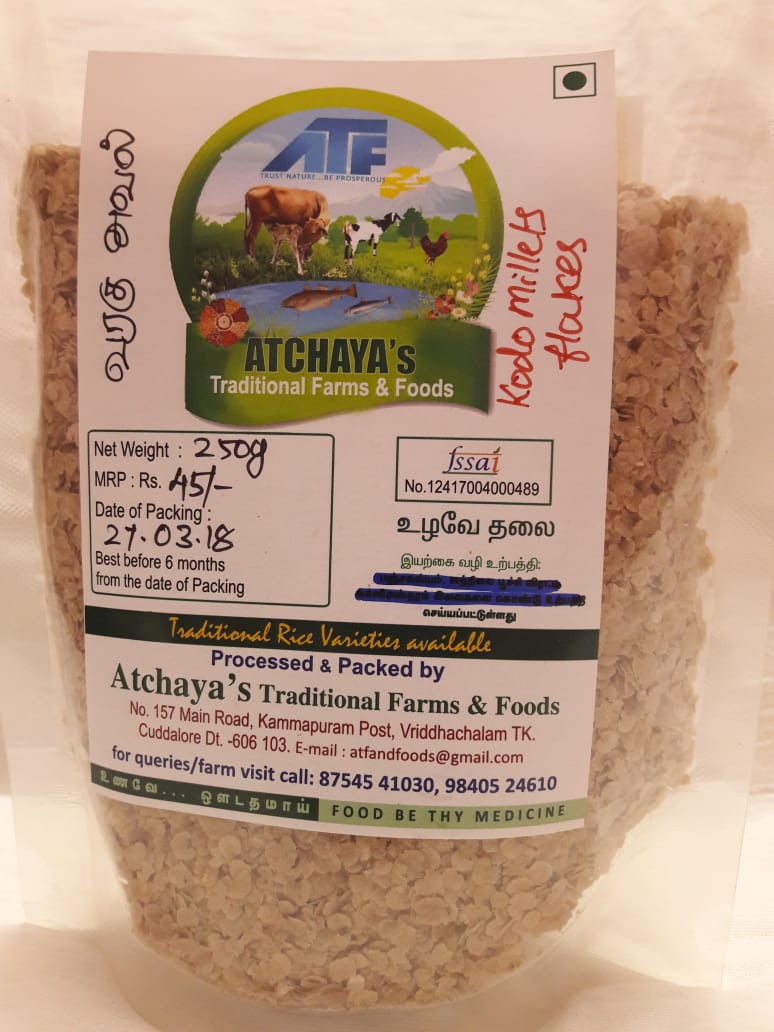 வரகு அவல்
ATF
TRUST NATURE...BE PROSPEROUS
ATCHAYA's
Traditional Farms & Foods
Kodo Millets
flakes
Net Weight : 250g
MRP : Rs. 45/-
Date of Packing :
27.03.18
Best before 6 months
from the date of Packing
fssai
No.12417004000489
உழவே தலை
இயற்கை வழி உற்பத்தி:
செய்யப்பட்டுள்ளது
Traditional Rice Varieties available
Processed & Packed by
Atchaya's Traditional Farms & Foods
No. 157 Main Road, Kammapuram Post, Vriddhachalam TK.
Cuddalore Dt. -606 103. E-mail : atfandfoods@gmail.com
for queries/farm visit call: 87545 41030, 98405 24610
உணவே... ஔடதமாய் FOOD BE THY MEDICINE